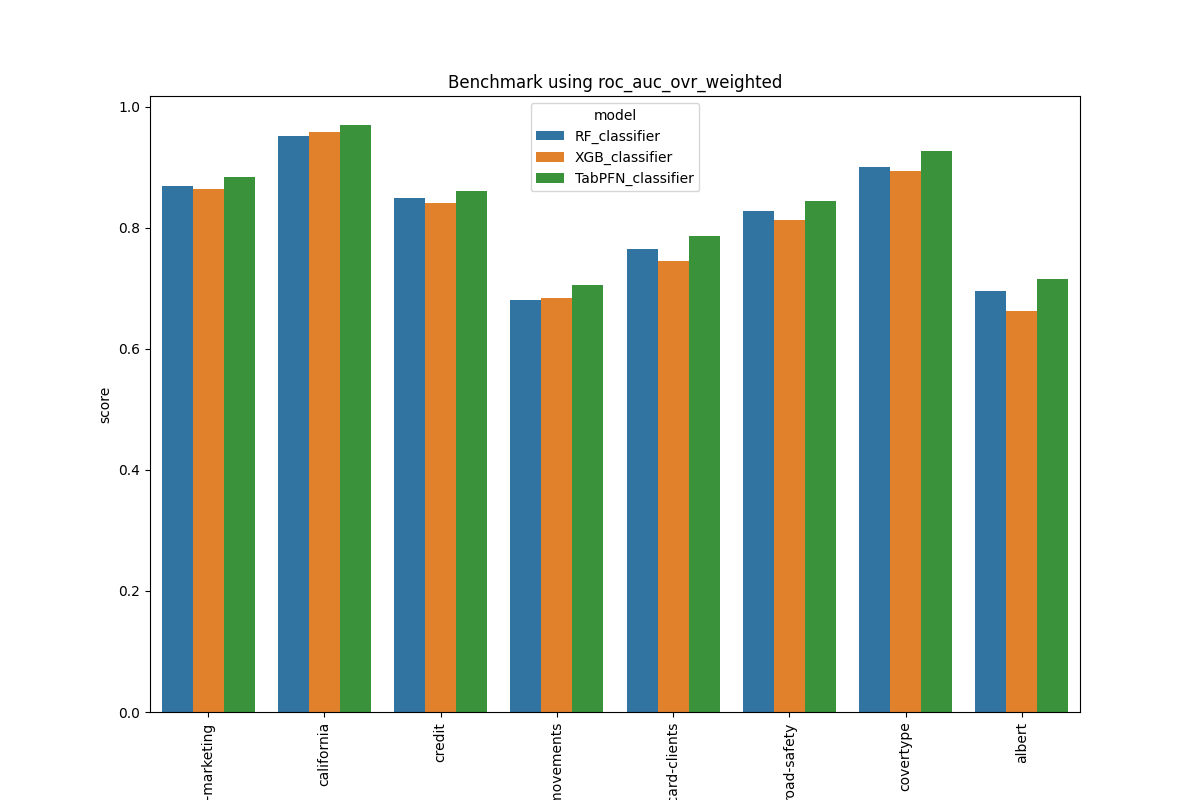 Benchmark using roc_auc_ovr_weighted
model
RF_classifier
XGB_classifier
TabPFN_classifier
score
1.0
0.8
0.6
0.4
0.2
0.0
-marketing
california
credit
movements
card-clients
road-safety
covertype
albert